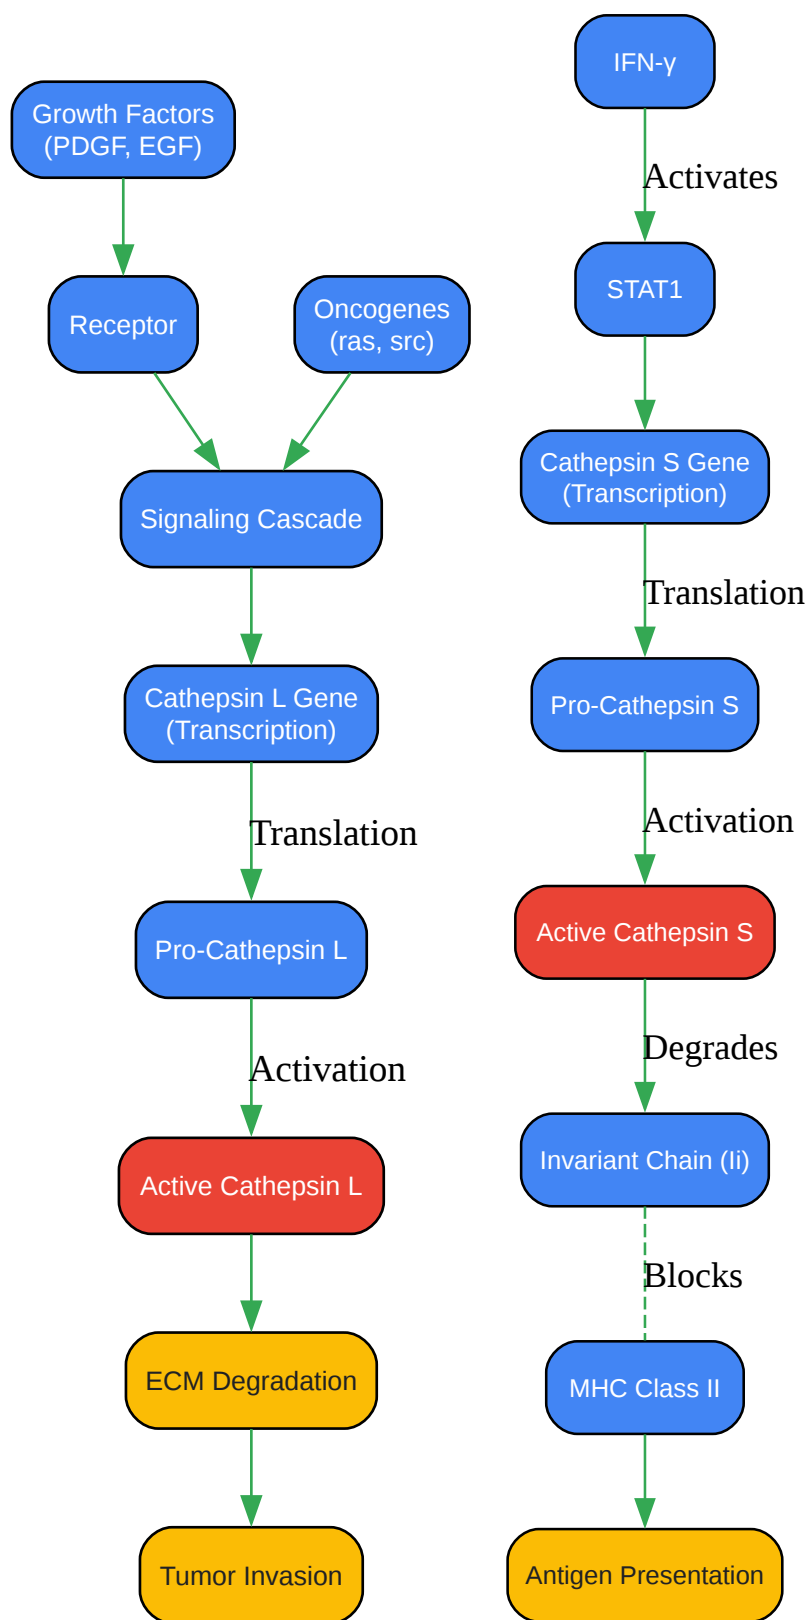 Growth Factors
(PDGF, EGF)
Receptor
Oncogenes
(ras, src)
Signaling Cascade
Cathepsin L Gene
(Transcription)
Translation
Pro-Cathepsin L
Activation
Active Cathepsin L
ECM Degradation
Tumor Invasion
IFN-γ
Activates
STAT1
Cathepsin S Gene
(Transcription)
Translation
Pro-Cathepsin S
Activation
Active Cathepsin S
Degrades
Invariant Chain (Ii)
Blocks
MHC Class II
Antigen Presentation